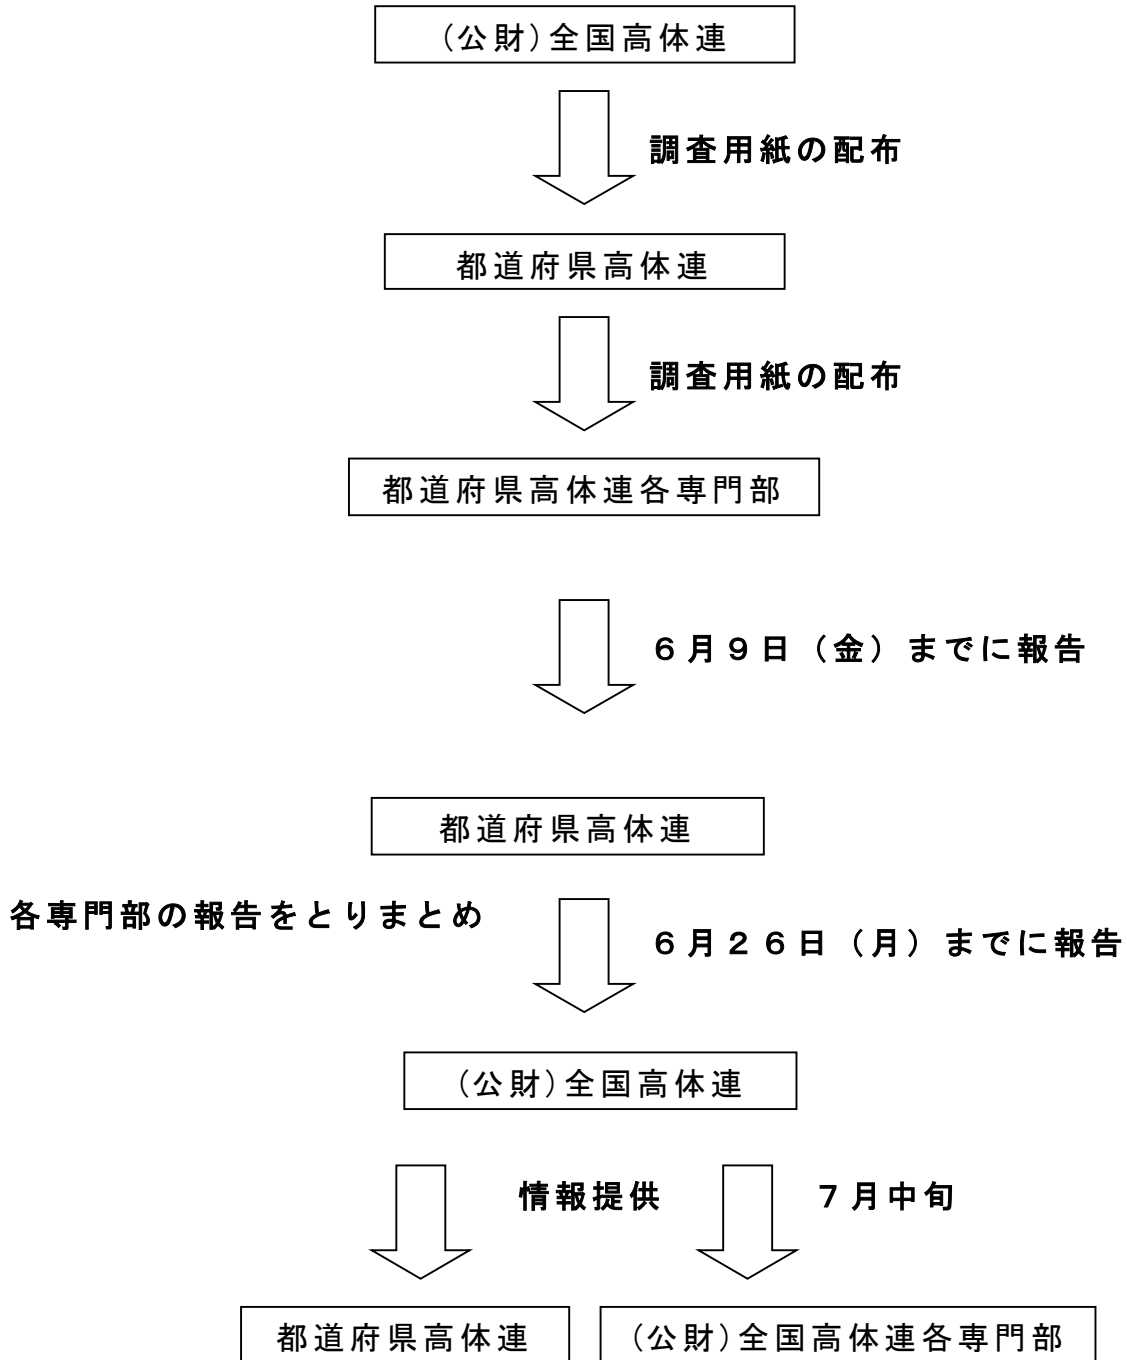 (公財)全国高体連
調査用紙の配布
都道府県高体連
調査用紙の配布
都道府県高体連各専門部
６月９日（金）までに報告
都道府県高体連
各専門部の報告をとりまとめ
６月２６日（月）までに報告
(公財)全国高体連
情報提供 ７月中旬
都道府県高体連 (公財)全国高体連各専門部